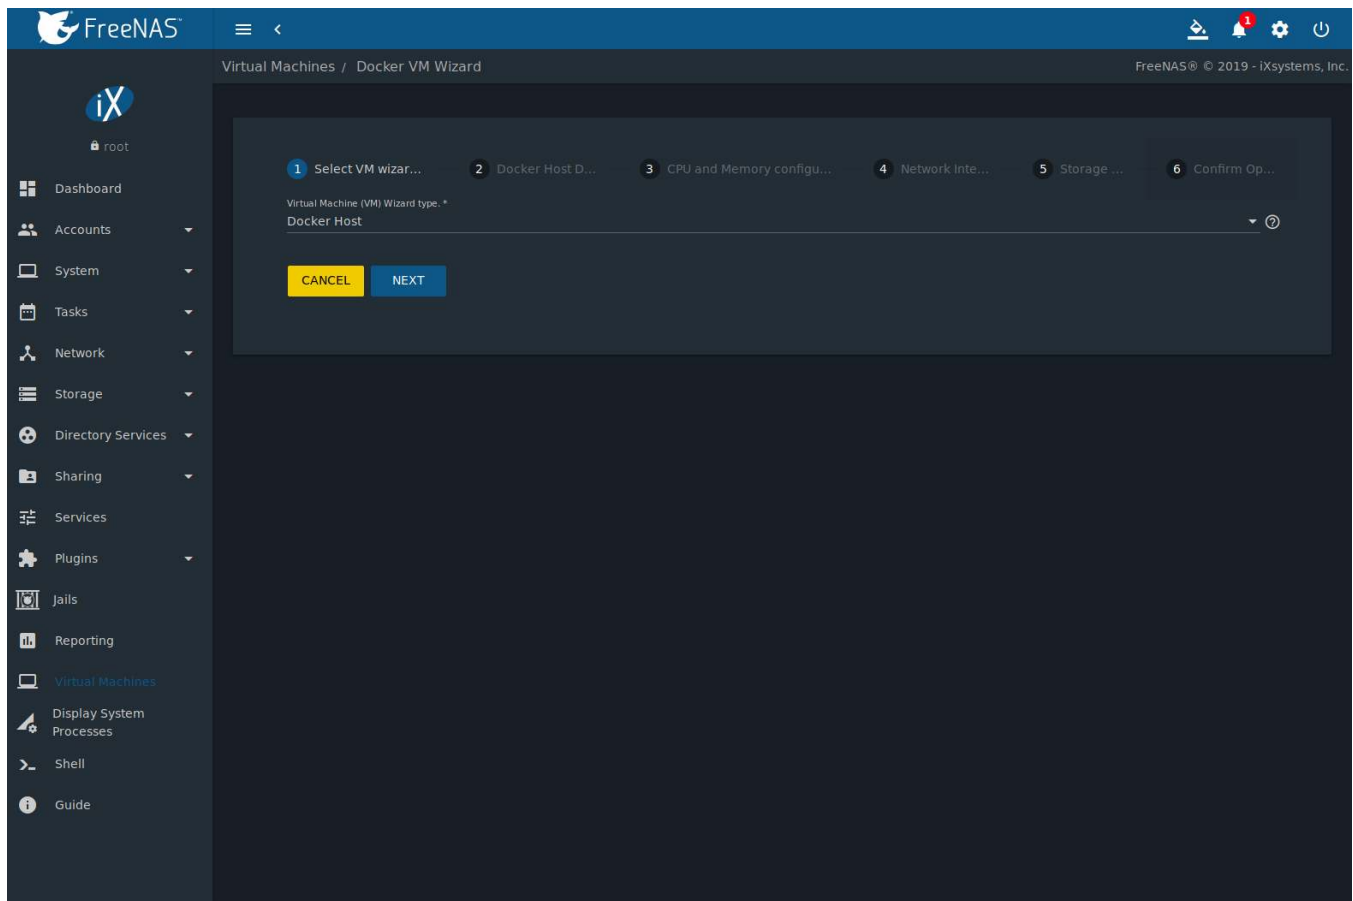 FreeNAS™
1
Virtual Machines / Docker VM Wizard
FreeNAS® © 2019 - iXsystems, Inc.
iX
root
1 Select VM wizar...
2 Docker Host D...
3 CPU and Memory configu...
4 Network Inte...
5 Storage ...
6 Confirm Op...
Virtual Machine (VM) Wizard type. *
Docker Host
CANCEL
NEXT
Dashboard
Accounts
System
Tasks
Network
Storage
Directory Services
Sharing
Services
Plugins
Jails
Reporting
Virtual Machines
Display System
Processes
Shell
Guide